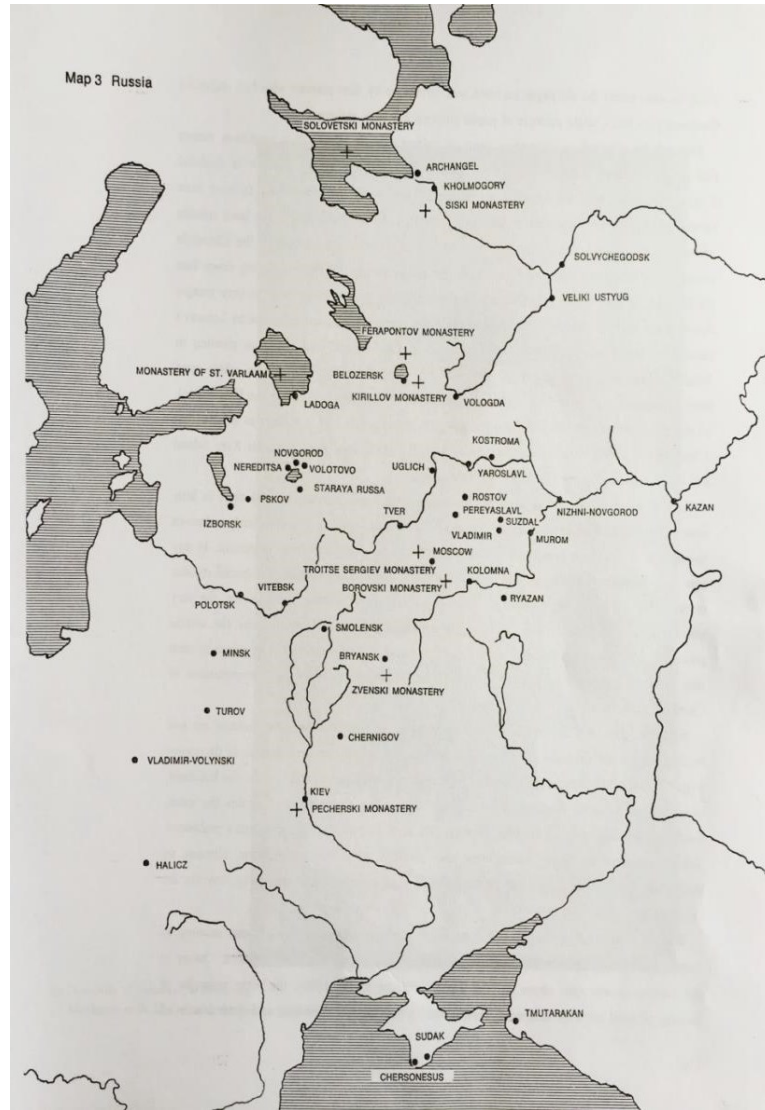 Map 3 Russia
SOLOVETSKI MONASTERY
ARCHANGEL
KHOLMOGORY
SISKI MONASTERY
SOLVYCHEGODSK
VELIKI USTYUG
FERAPONTOV MONASTERY
MONASTERY OF ST. VARLAAM
BELOZERSK
KIRILLOV MONASTERY
VOLOGDA
LADOGA
KOSTROMA
NOVGOROD
NEREDITSA
VOLOTOVO
UGLICH
YAROSLAVL
STARAYA RUSSA
PSKOV
ROSTOV
IZBORSK
TVER
PEREYASLAVL
SUZDAL
NIZHNI-NOVGOROD
KAZAN
VLADIMIR
MUROM
MOSCOW
TROITSE SERGIEV MONASTERY
KOLOMNA
BOROVSKI MONASTERY
VITEBSK
POLOTSK
RYAZAN
SMOLENSK
MINSK
BRYANSK
ZVENSKI MONASTERY
TUROV
CHERNIGOV
VLADIMIR-VOLYNSKI
KIEV
PECHERSKI MONASTERY
HALICZ
TMUTARAKAN
SUDAK
CHERSONESUS